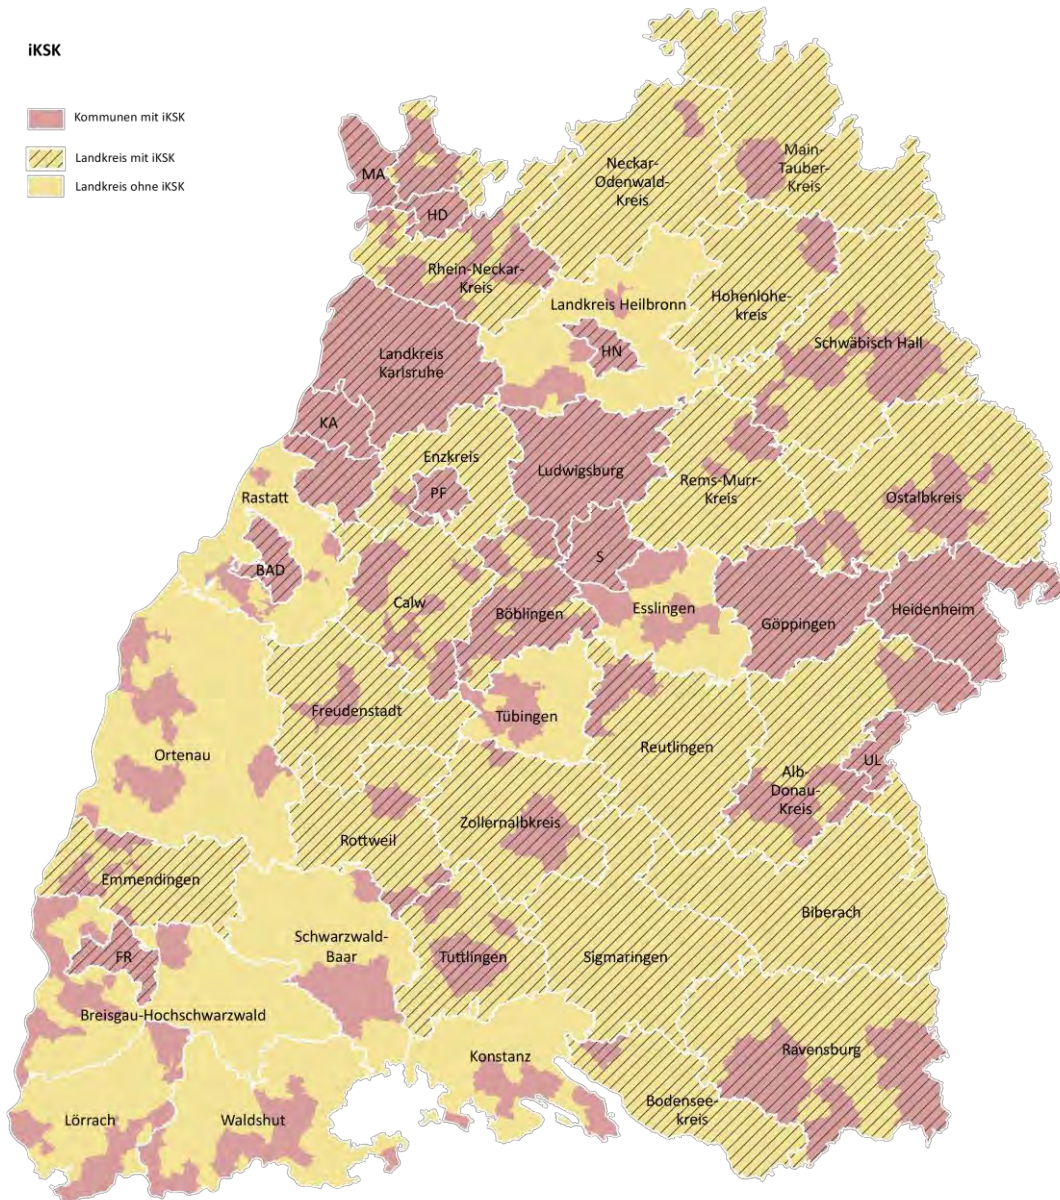 iKSK
Kommunen mit iKSK
Landkreis mit iKSK
Landkreis ohne iKSK
MA
HD
Rhein-Neckar-
Kreis
Neckar-
Odenwald-
Kreis
Main-
Tauber-
Kreis
Landkreis Heilbronn
HN
Hohenlohe-
kreis
Schwäbisch Hall
Landkreis
Karlsruhe
KA
Enzkreis
PF
Ludwigsburg
Rems-Murr-
Kreis
Ostalbkreis
Rastatt
BAD
Calw
S
Böblingen
Esslingen
Göppingen
Heidenheim
Freudenstadt
Tübingen
Reutlingen
Ortenau
Alb-
Donau-
Kreis
UL
Rottweil
Zollernalbkreis
Emmendingen
Biberach
Schwarzwald-
Baar
FR
Tuttlingen
Sigmaringen
Breisgau-Hochschwarzwald
Konstanz
Ravensburg
Bodensee-
kreis
Lörrach
Waldshut